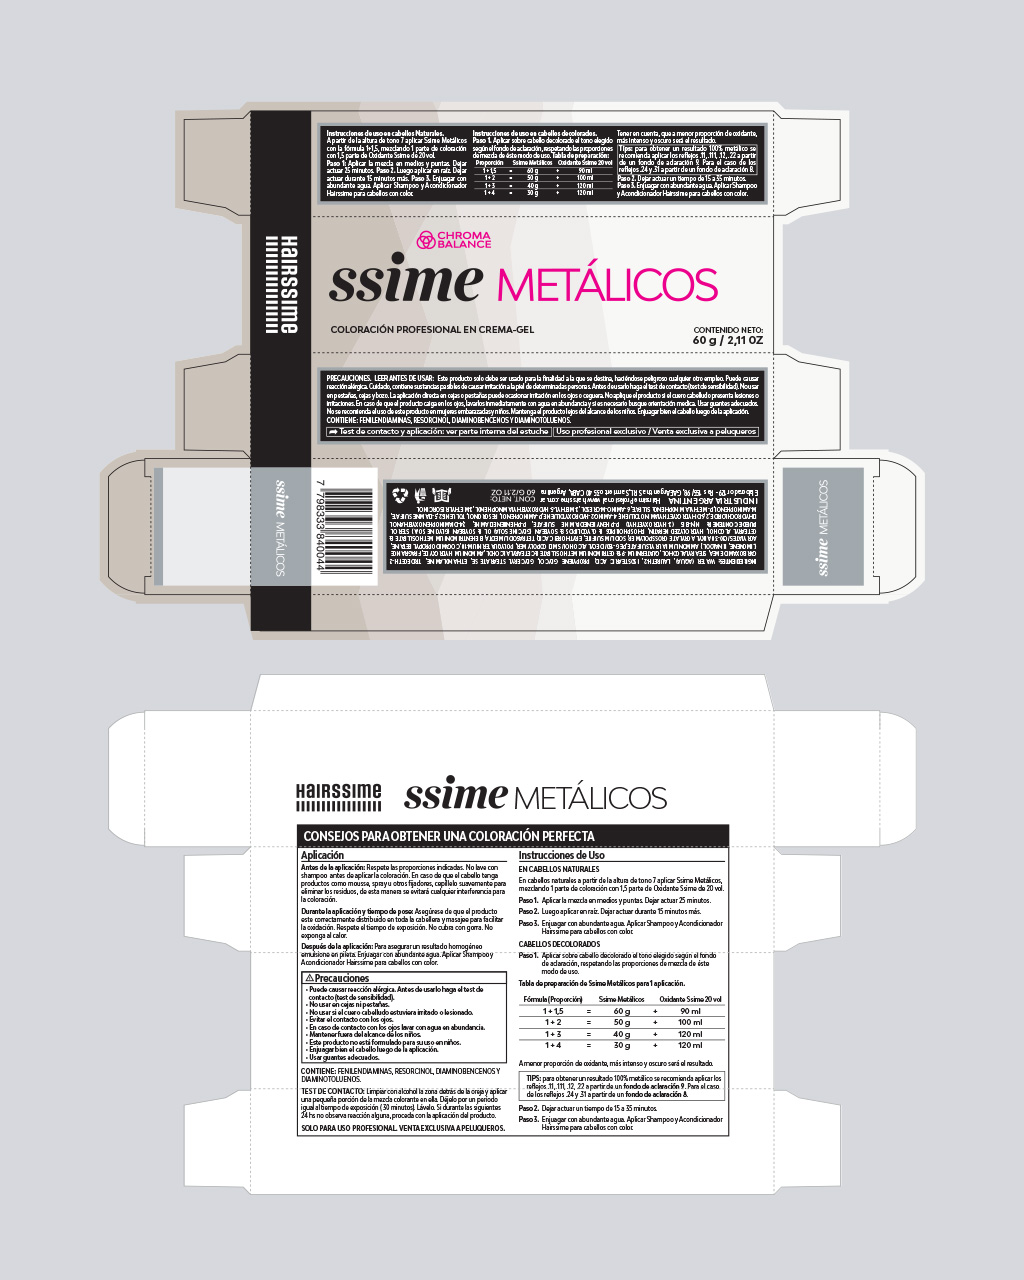 Instrucciones de uso en cabellos Naturales.
A partir de la altura de tono 7 aplicar Ssime Metálicos
con la fórmula 1+1,5, mezclando 1 parte de coloración
con 1,5 parte de Oxidante Ssime de 20 vol.
Paso 1: Aplicar la mezcla en medios y puntas. Dejar
actuar 25 minutos. Paso 2. Luego aplicar en raíz. Dejar
actuar durante 15 minutos más. Paso 3. Enjuagar con
abundante agua. Aplicar Shampoo y Acondicionador
Hairssime para cabellos con color.
Instrucciones de uso en cabellos decolorados.
Paso 1. Aplicar sobre cabello decolorado el tono elegido
según el fondo de aclaración, respetando las proporciones
de mezcla de éste modo de uso. Tabla de preparación:
Proporción Ssime Metálicos Oxidante Ssime 20 vol
1 + 1,5 = 60 g + 90 ml
1 + 2 = 50 g + 100 ml
1 + 3 = 40 g + 120 ml
1 + 4 = 30 g + 120 ml
Tener en cuenta, que a menor proporción de oxidante,
más intenso y oscuro será el resultado.
Tips: para obtener un resultado 100% metálico se
recomienda aplicar los reflejos .11, .111, .12, .22 a partir
de un fondo de aclaración 9. Para el caso de los
reflejos .24 y .31 a partir de un fondo de aclaración 8.
Paso 2. Dejar actuar un tiempo de 15 a 35 minutos.
Paso 3. Enjuagar con abundante agua. Aplicar Shampoo
y Acondicionador Hairssime para cabellos con color.
HAIRSSIME
CHROMA
BALANCE
ssime METÁLICOS
COLORACIÓN PROFESIONAL EN CREMA-GEL
CONTENIDO NETO:
60 g / 2,11 OZ
PRECAUCIONES. LEER ANTES DE USAR: Este producto solo debe ser usado para la finalidad a la que se destina, haciéndose peligroso cualquier otro empleo. Puede causar
reacción alérgica. Cuidado, contiene sustancias pasibles de causar irritación a la piel de determinadas personas. Antes de usarlo haga el test de contacto (test de sensibilidad). No usar
en pestañas, cejas y bozo. La aplicación directa en cejas o pestañas puede ocasionar irritación en los ojos o ceguera. No aplique el producto si el cuero cabelludo presenta lesiones o
irritaciones. En caso de que el producto caiga en los ojos, lavarlos inmediatamente con agua en abundancia y si es necesario busque orientación medica. Usar guantes adecuados.
No se recomienda el uso de este producto en mujeres embarazadas y niños. Mantenga el producto lejos del alcance de los niños. Enjuagar bien el cabello luego de la aplicación.
CONTIENE: FENILENDIAMINAS, RESORCINOL, DIAMINOBENCENOS Y DIAMINOTOLUENOS.
Test de contacto y aplicación: ver parte interna del estuche
Uso profesional exclusivo / Venta exclusiva a peluqueros
ssime METÁLICOS
7 798333 840044
CONT. NETO:
60 G/2.11 OZ
INDUSTRIA ARGENTINA
ssime METÁLICOS
HAIRSSIME
ssime METÁLICOS
CONSEJOS PARA OBTENER UNA COLORACIÓN PERFECTA
Aplicación
Antes de la aplicación: Respete las proporciones indicadas. No lave con
shampoo antes de aplicar la coloración. En caso de que el cabello tenga
productos como mousse, spray u otros fijadores, cepíllelo suavemente para
eliminar los residuos, de esta manera se evitará cualquier interferencia para
la coloración.
Durante la aplicación y tiempo de pose: Asegúrese de que el producto
este correctamente distribuido en toda la cabellera y masajee para facilitar
la oxidación. Respete el tiempo de exposición. No cubra con gorra. No
exponga al calor.
Después de la aplicación: Para asegurar un resultado homogéneo
emulsione en pileta. Enjuagar con abundante agua. Aplicar Shampoo y
Acondicionador Hairssime para cabellos con color.
Precauciones
• Puede causar reacción alérgica. Antes de usarlo haga el test de
contacto (test de sensibilidad).
• No usar en cejas ni pestañas.
• No usar si el cuero cabelludo estuviera irritado o lesionado.
• Evitar el contacto con los ojos.
• En caso de contacto con los ojos lavar con agua en abundancia.
• Mantener fuera del alcance de los niños.
• Este producto no está formulado para su uso en niños.
• Enjuagar bien el cabello luego de la aplicación.
• Usar guantes adecuados.
CONTIENE: FENILENDIAMINAS, RESORCINOL, DIAMINOBENCENOS Y
DIAMINOTOLUENOS.
TEST DE CONTACTO: Limpiar con alcohol la zona detrás de la oreja y aplicar
una pequeña porción de la mezcla colorante en ella. Déjelo por un período
igual al tiempo de exposición ( 30 minutos). Lávelo. Si durante las siguientes
24 hs no observa reacción alguna, proceda con la aplicación del producto.
SOLO PARA USO PROFESIONAL. VENTA EXCLUSIVA A PELUQUEROS.
Instrucciones de Uso
EN CABELLOS NATURALES
En cabellos naturales a partir de la altura de tono 7 aplicar Ssime Metálicos,
mezclando 1 parte de coloración con 1,5 parte de Oxidante Ssime de 20 vol.
Paso 1. Aplicar la mezcla en medios y puntas. Dejar actuar 25 minutos.
Paso 2. Luego aplicar en raíz. Dejar actuar durante 15 minutos más.
Paso 3. Enjuagar con abundante agua. Aplicar Shampoo y Acondicionador
Hairssime para cabellos con color.
CABELLOS DECOLORADOS
Paso 1. Aplicar sobre cabello decolorado el tono elegido según el fondo
de aclaración, respetando las proporciones de mezcla de éste
modo de uso.
Tabla de preparación de Ssime Metálicos para 1 aplicación.
Fórmula (Proporción) Ssime Metálicos Oxidante Ssime 20 vol
1 + 1,5 = 60 g + 90 ml
1 + 2 = 50 g + 100 ml
1 + 3 = 40 g + 120 ml
1 + 4 = 30 g + 120 ml
A menor proporción de oxidante, más intenso y oscuro será el resultado.
TIPS: para obtener un resultado 100% metálico se recomienda aplicar los
reflejos .11, .111, .12, .22 a partir de un fondo de aclaración 9. Para el caso
de los reflejos .24 y .31 a partir de un fondo de aclaración 8.
Paso 2. Dejar actuar un tiempo de 15 a 35 minutos.
Paso 3. Enjuagar con abundante agua. Aplicar Shampoo y Acondicionador
Hairssime para cabellos con color.